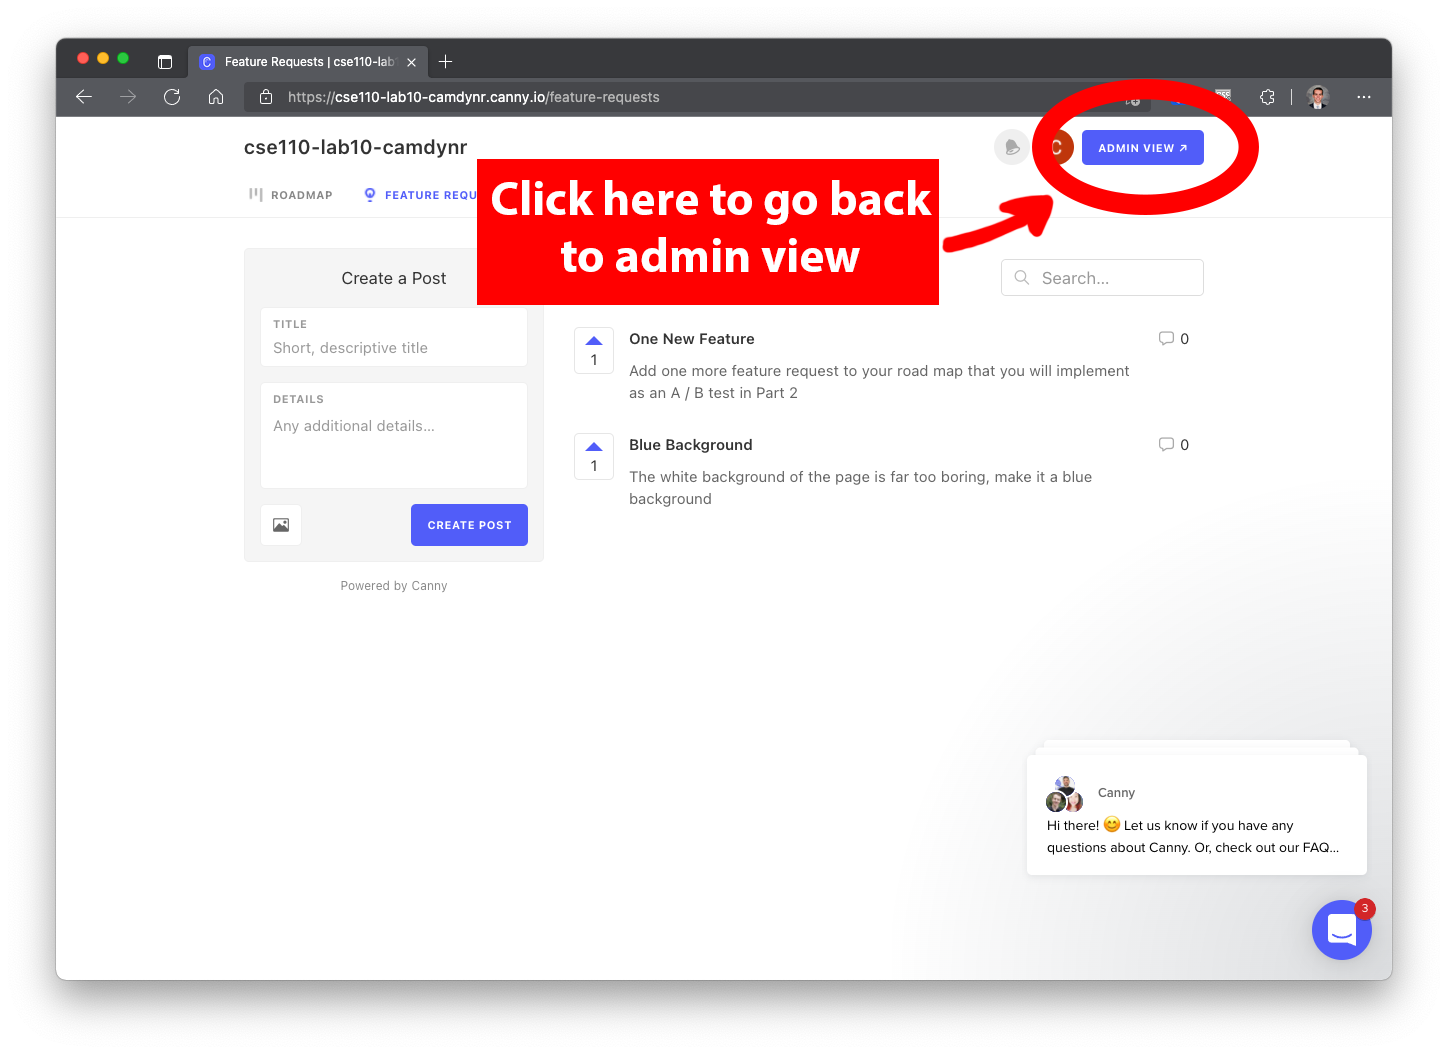 Feature Requests | cse110-lab
https://cse110-lab10-camdynr.canny.io/feature-requests
cse110-lab10-camdynr
C
ADMIN VIEW
ROADMAP
FEATURE REQU
Click here to go back
to admin view
Create a Post
TITLE
Short, descriptive title
DETAILS
Any additional details...
CREATE POST
Powered by Canny
Search...
1
One New Feature
0
Add one more feature request to your road map that you will implement
as an A / B test in Part 2
1
Blue Background
0
The white background of the page is far too boring, make it a blue
background
Canny
Hi there! 😊 Let us know if you have any
questions about Canny. Or, check out our FAQ...
3